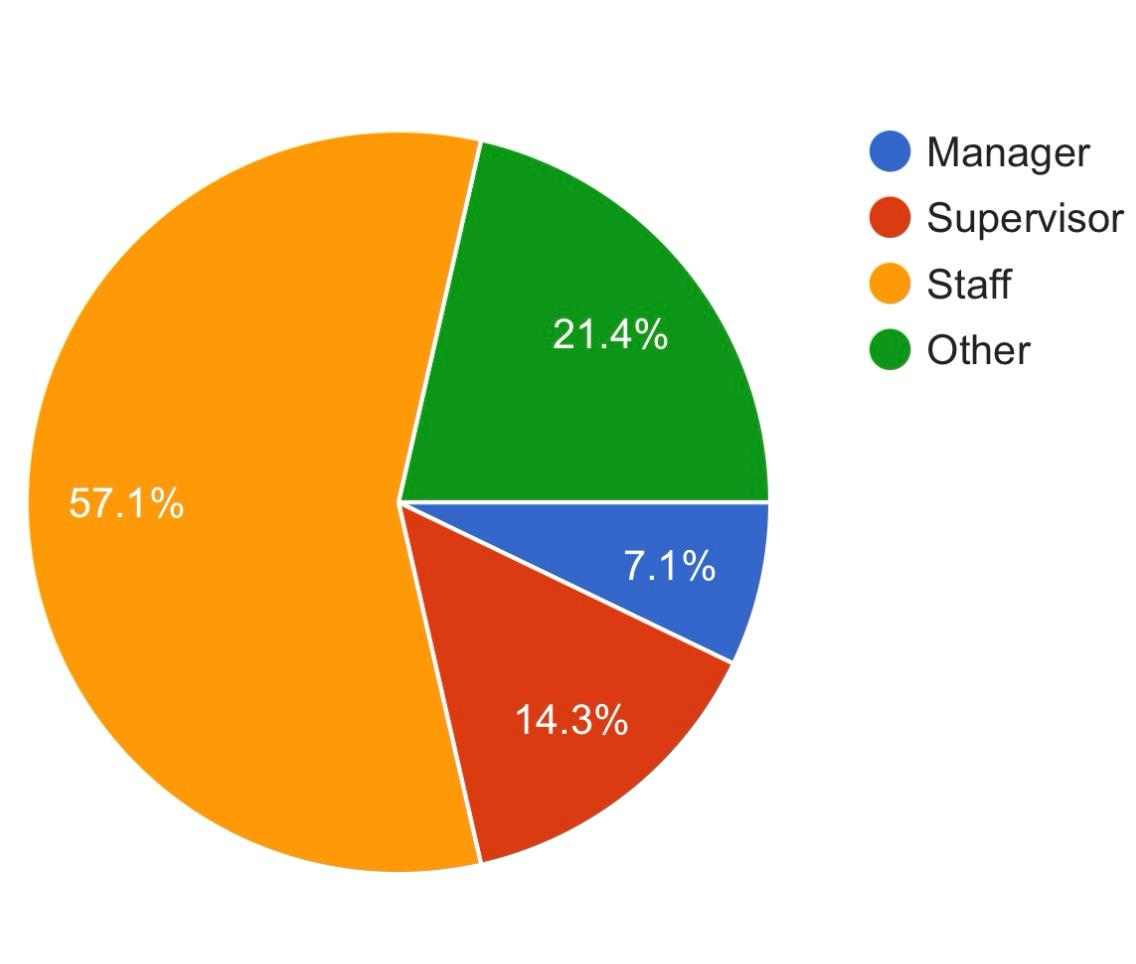 Manager
Supervisor
Staff
Other
21.4%
57.1%
7.1%
14.3%